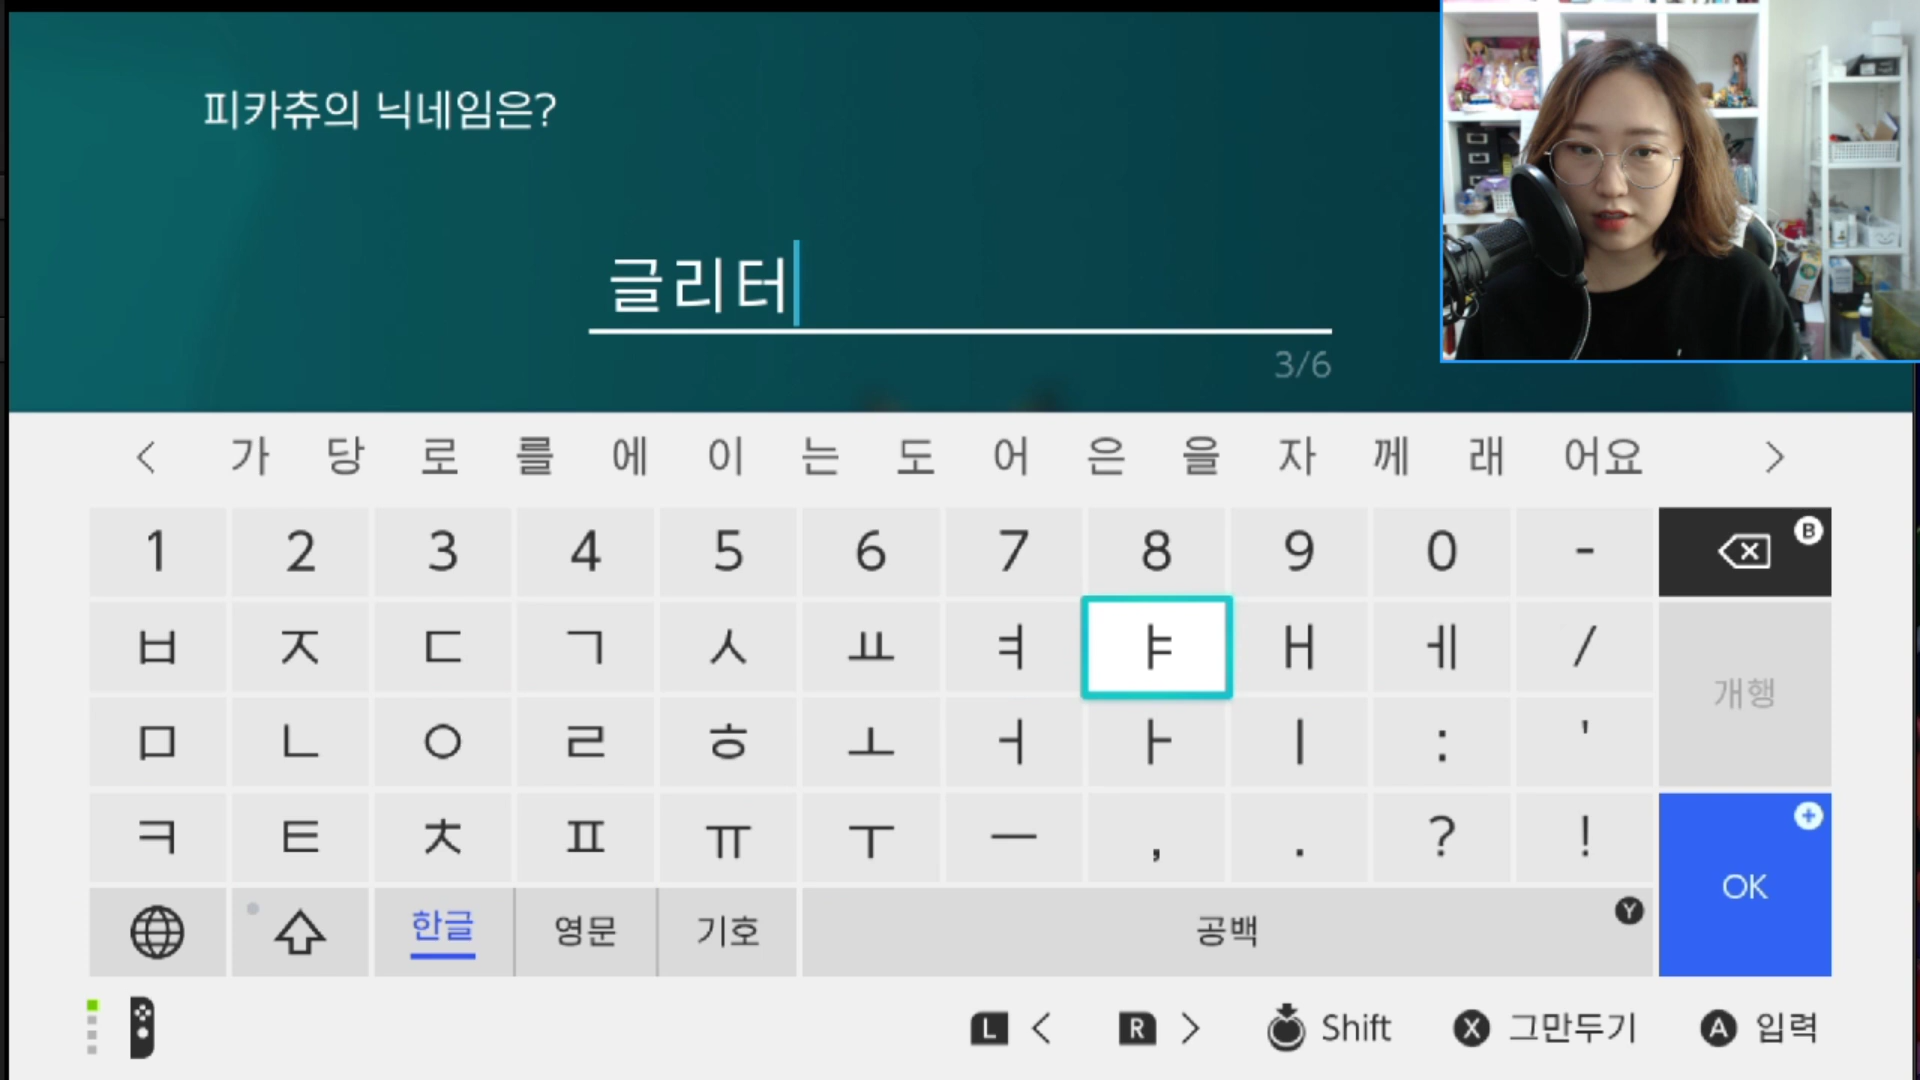 피카츄의 닉네임은?
글리터
3/6
< 가 당 로 를 에 이 는 도 어 은 을 자 께 래 어요 >
1 2 3 4 5 6 7 8 9 0 - B
ㅂ ㅈ ㄷ ㄱ ㅅ ㅛ ㅕ ㅑ ㅐ ㅔ /
개행
ㅁ ㄴ ㅇ ㄹ ㅎ ㅗ ㅓ ㅏ ㅣ : '
ㅋ ㅌ ㅊ ㅍ ㅠ ㅜ ㅡ , . ? !
OK
한글 영문 기호 공백 Y
L < R > Shift X 그만두기 A 입력